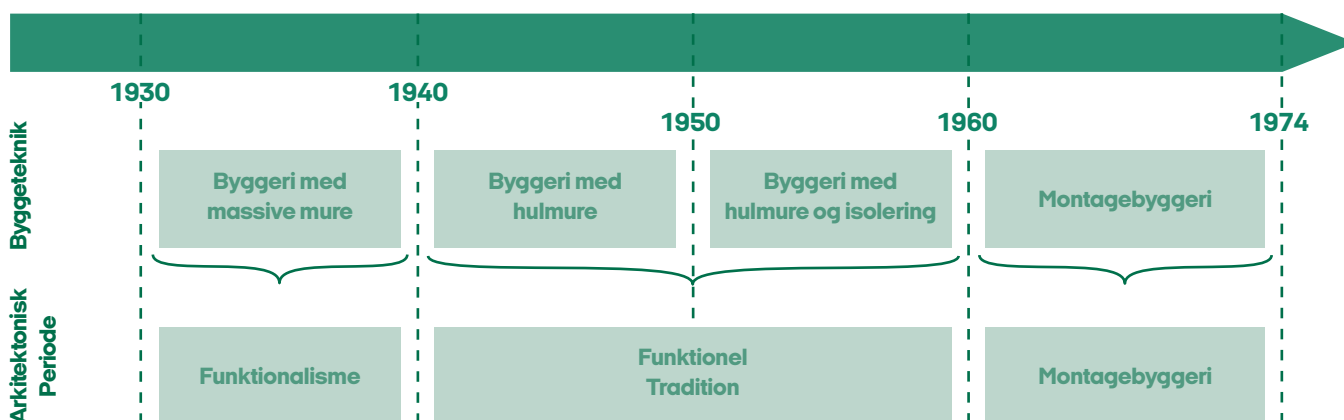 1930
1940
1950
1960
1974
Byggeteknik
Byggeri med
massive mure
Byggeri med
hulmure
Byggeri med
hulmure og isolering
Montagebyggeri
Arkitektonisk
Periode
Funktionalisme
Funktionel
Tradition
Montagebyggeri